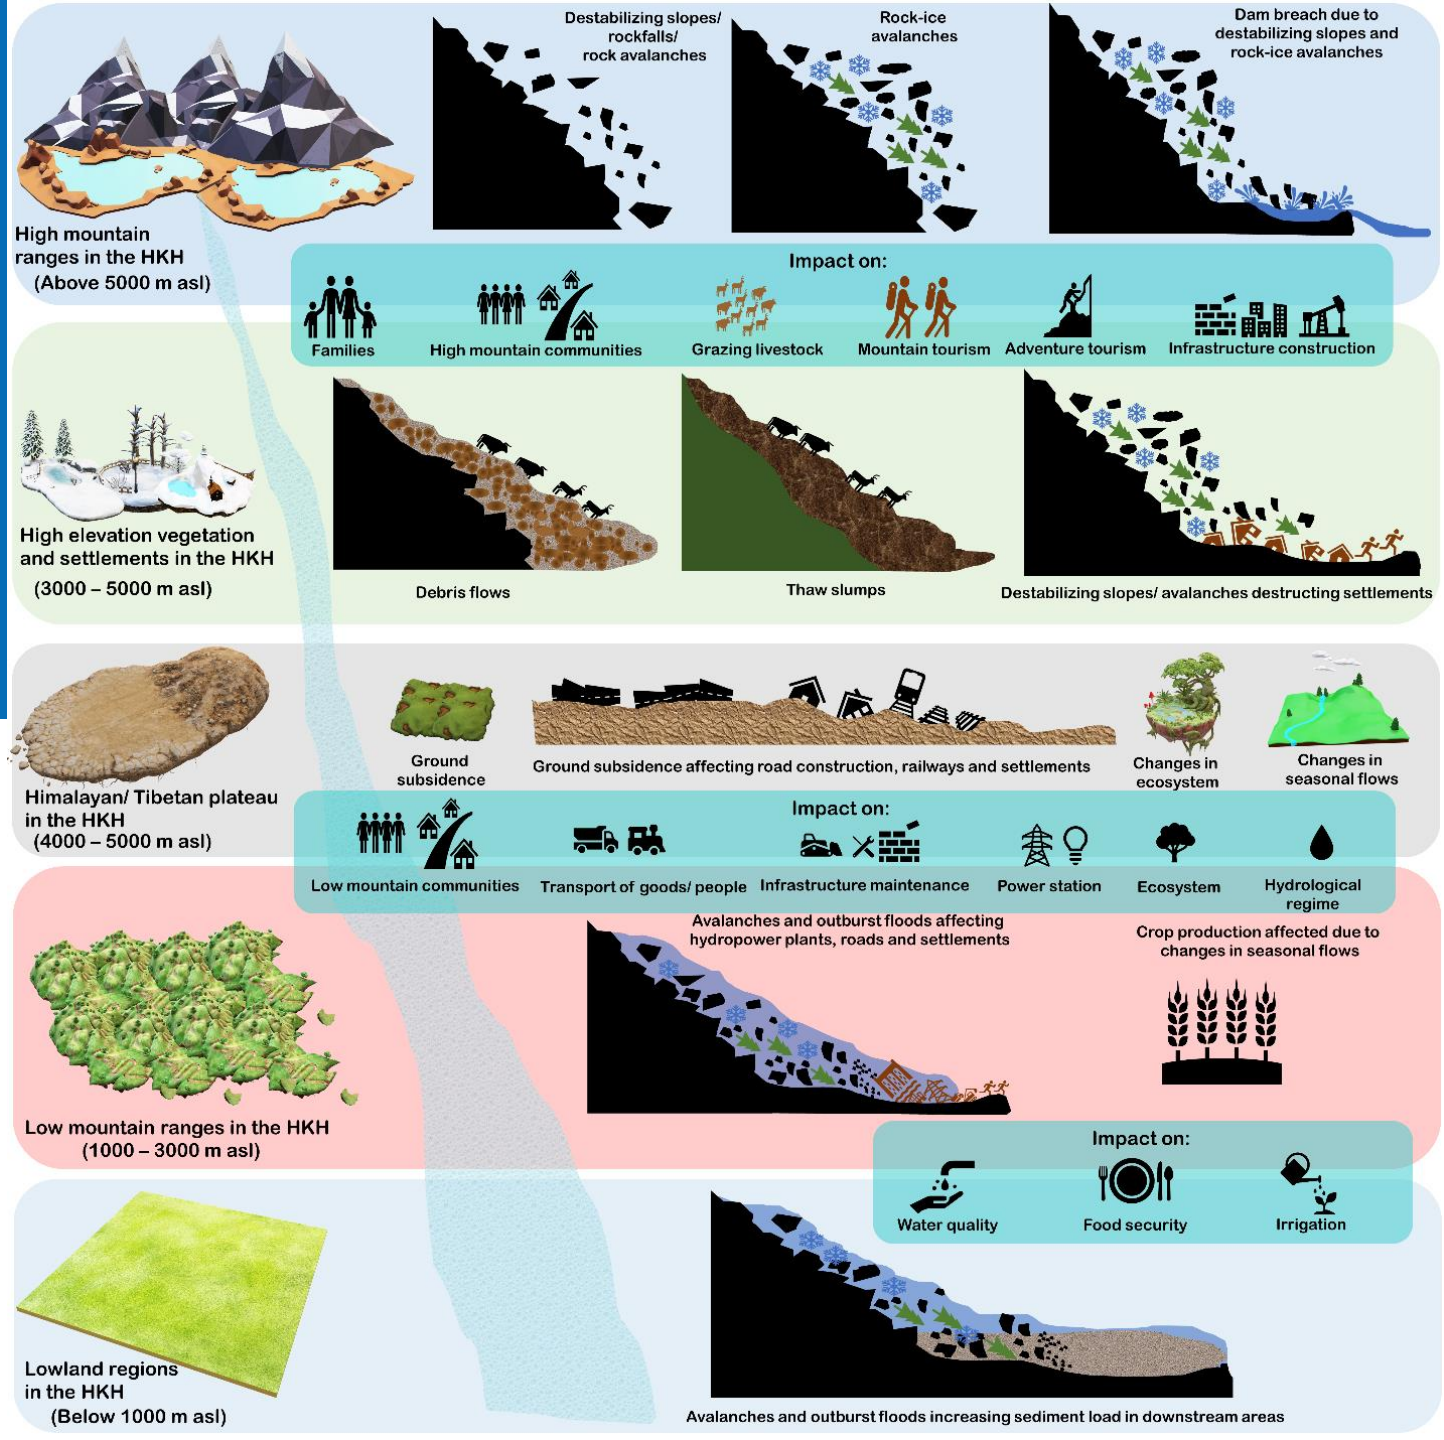 Destabilizing slopes/
rockfalls/
rock avalanches
Rock-ice
avalanches
Dam breach due to
destabilizing slopes and
rock-ice avalanches
High mountain
ranges in the HKH
(Above 5000 m asl)
Impact on:
Families
High mountain communities
Grazing livestock
Mountain tourism
Adventure tourism
Infrastructure construction
High elevation vegetation
and settlements in the HKH
(3000 – 5000 m asl)
Debris flows
Thaw slumps
Destabilizing slopes/ avalanches destructing settlements
Himalayan/ Tibetan plateau
in the HKH
(4000 – 5000 m asl)
Ground
subsidence
Ground subsidence affecting road construction, railways and settlements
Changes in
ecosystem
Changes in
seasonal flows
Impact on:
Low mountain communities
Transport of goods/ people
Infrastructure maintenance
Power station
Ecosystem
Hydrological
regime
Low mountain ranges in the HKH
(1000 – 3000 m asl)
Avalanches and outburst floods affecting
hydropower plants, roads and settlements
Crop production affected due to
changes in seasonal flows
Impact on:
Water quality
Food security
Irrigation
Lowland regions
in the HKH
(Below 1000 m asl)
Avalanches and outburst floods increasing sediment load in downstream areas